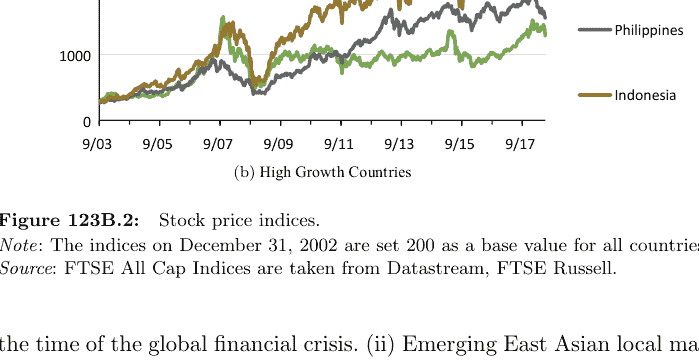 1000
Philippines
Indonesia
0
9/03 9/05 9/07 9/09 9/11 9/13 9/15 9/17
(b) High Growth Countries
Figure 123B.2: Stock price indices.
Note: The indices on December 31, 2002 are set 200 as a base value for all countries
Source: FTSE All Cap Indices are taken from Datastream, FTSE Russell.
the time of the global financial crisis. (ii) Emerging East Asian local ma